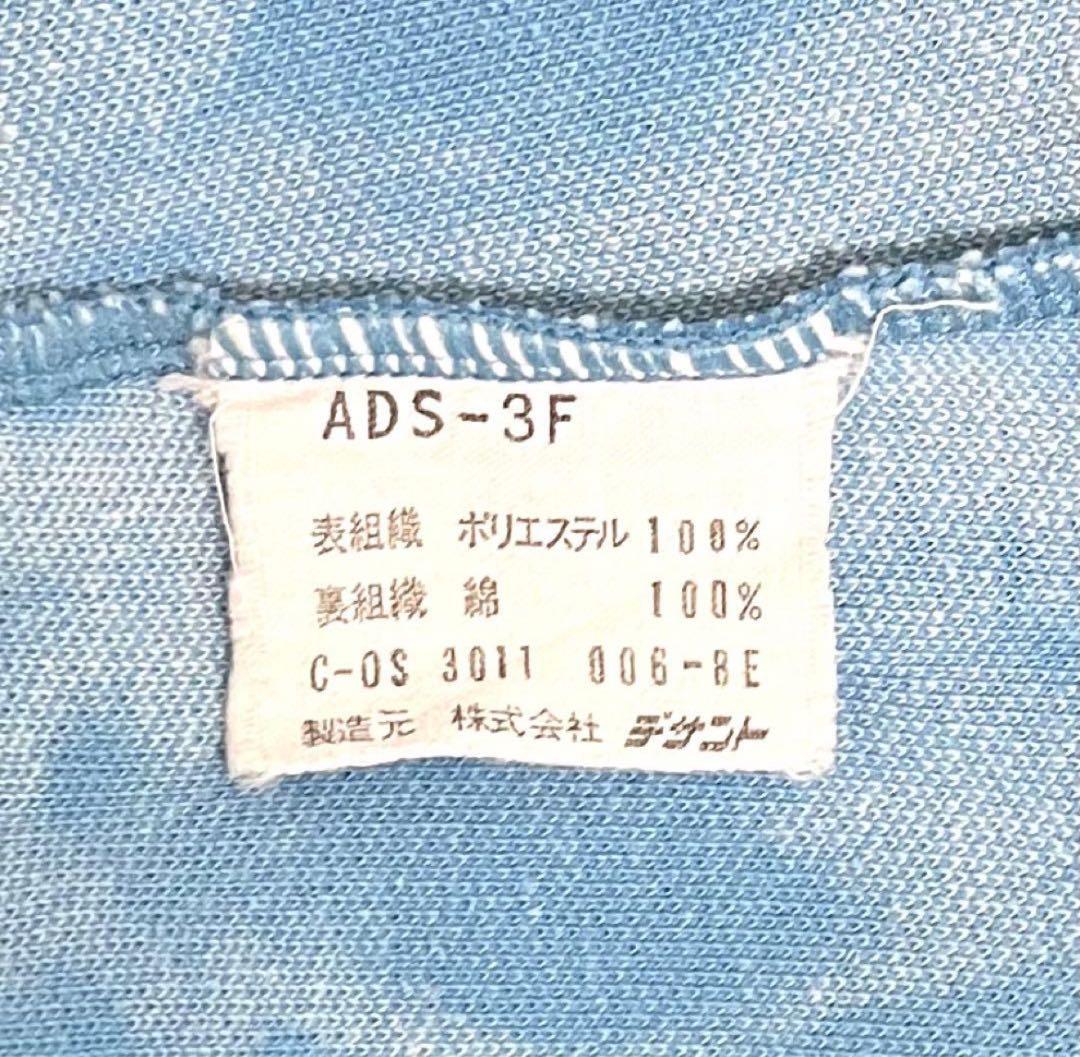 ADS-3F
表組織 ポリエステル 100%
裏組織 綿 100%
C-OS 3011 006-BE
製造元 株式会社 デサント